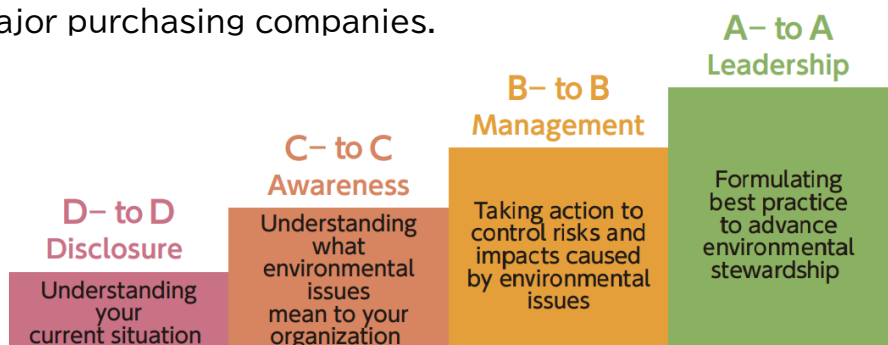 ajor purchasing companies.
D– to D
Disclosure
Understanding
your
current situation
C– to C
Awareness
Understanding
what
environmental
issues
mean to your
organization
B– to B
Management
Taking action to
control risks and
impacts caused
by environmental
issues
A– to A
Leadership
Formulating
best practice
to advance
environmental
stewardship